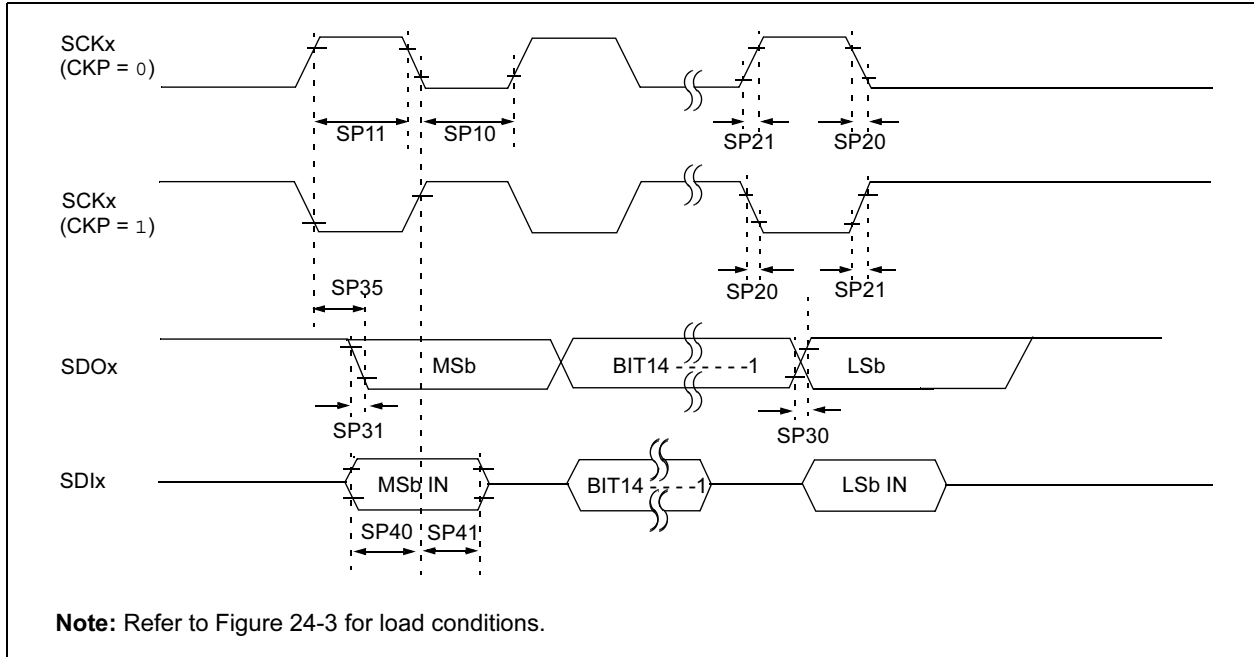 SCKx
(CKP = 0)
SP11
SP10
SP21
SP20
SCKx
(CKP = 1)
SP35
SP20
SP21
SDOx
MSb
BIT14 - - - - - -1
LSb
SP31
SP30
SDIx
MSb IN
BIT14 - - - -1
LSb IN
SP40
SP41
Note: Refer to Figure 24-3 for load conditions.